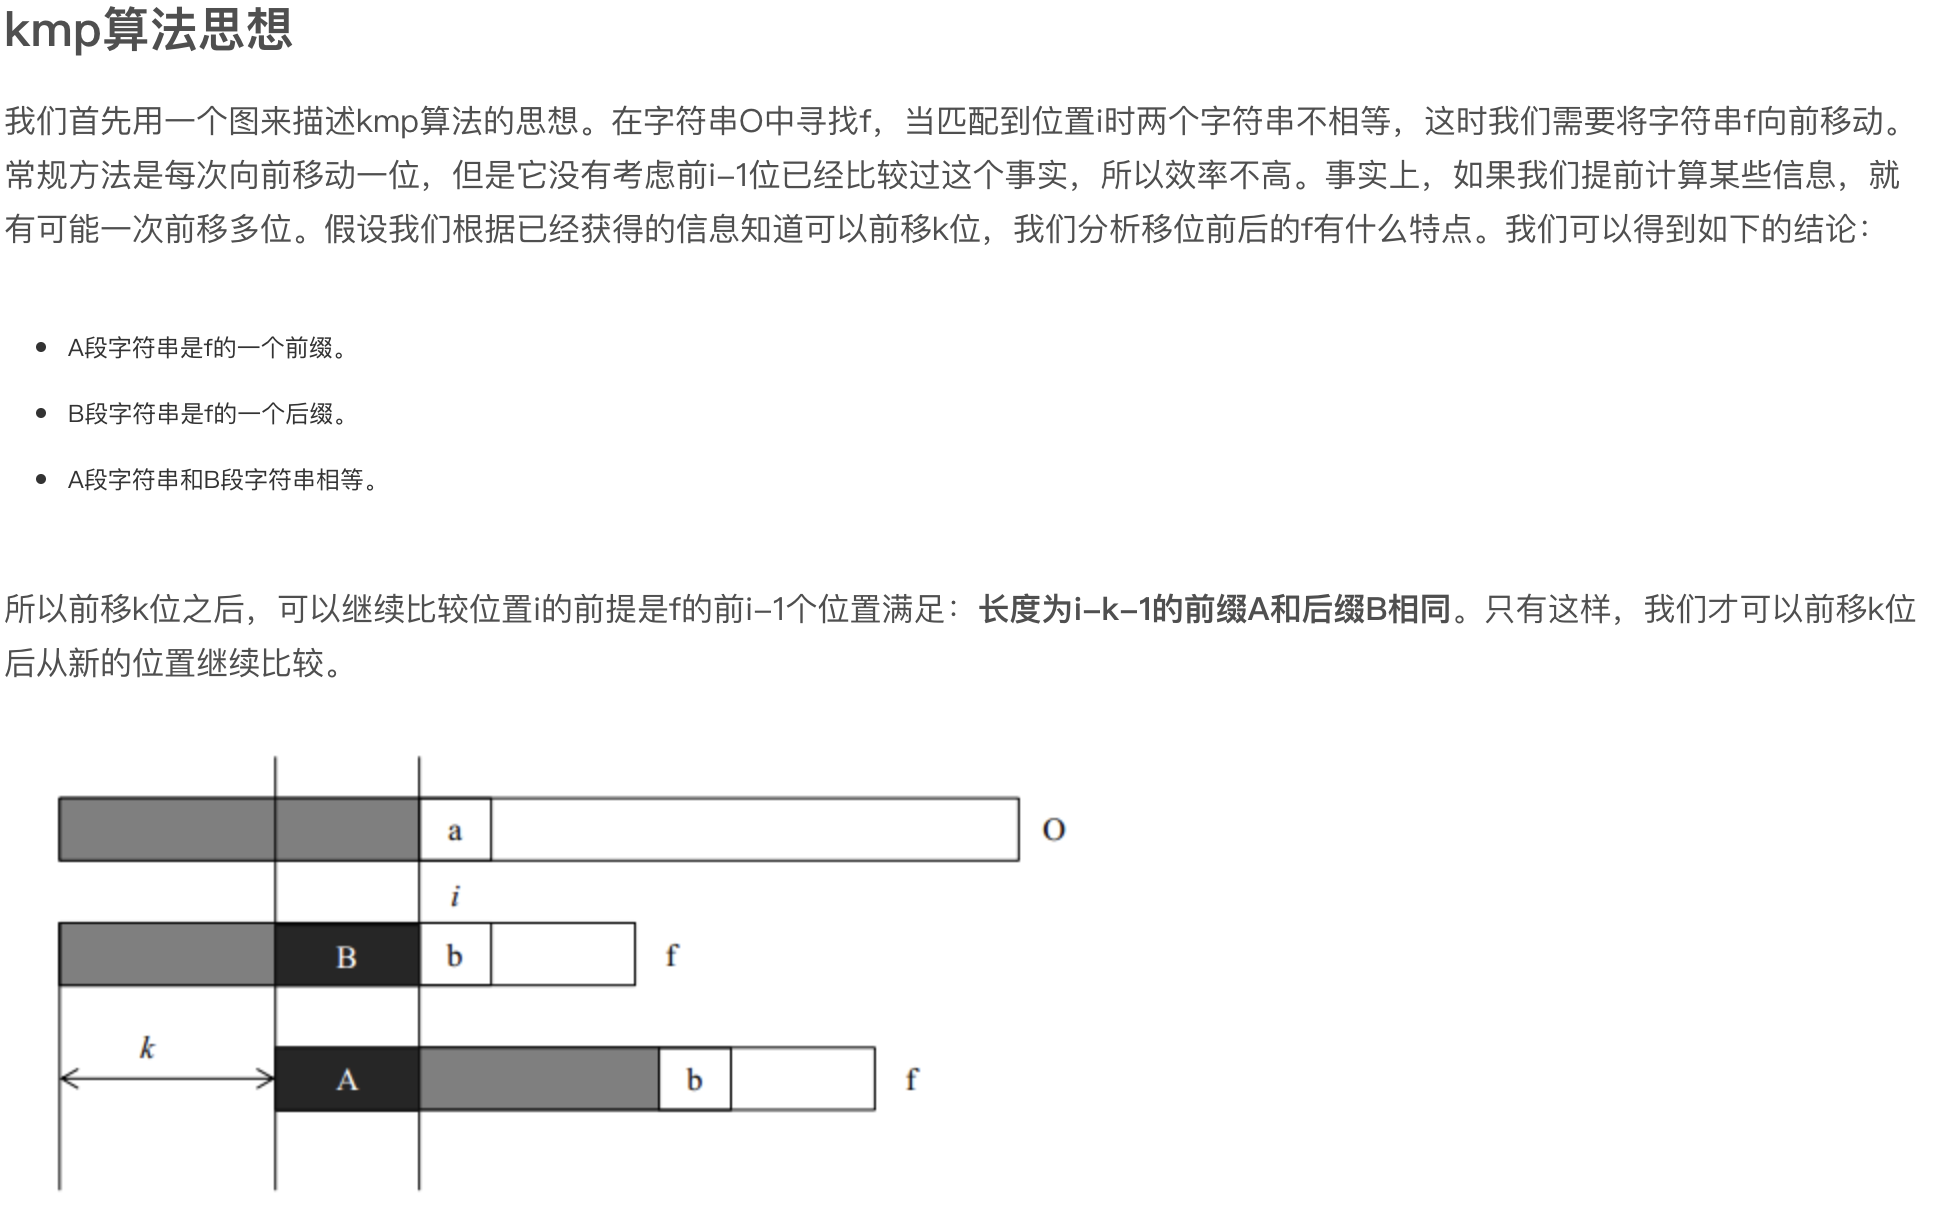 kmp算法思想
我们首先用一个图来描述kmp算法的思想。在字符串O中寻找f，当匹配到位置i时两个字符串不相等，这时我们需要将字符串f向前移动。
常规方法是每次向前移动一位，但是它没有考虑前i-1位已经比较过这个事实，所以效率不高。事实上，如果我们提前计算某些信息，就
有可能一次前移多位。假设我们根据已经获得的信息知道可以前移k位，我们分析移位前后的f有什么特点。我们可以得到如下的结论：
• A段字符串是f的一个前缀。
• B段字符串是f的一个后缀。
• A段字符串和B段字符串相等。
所以前移k位之后，可以继续比较位置i的前提是f的前i-1个位置满足：长度为i-k-1的前缀A和后缀B相同。只有这样，我们才可以前移k位
后从新的位置继续比较。
a O
i
B b f
k
A b f